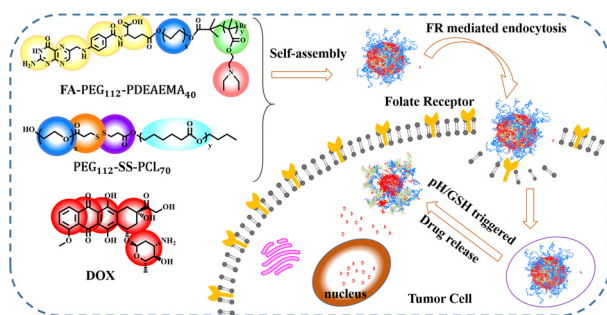 FA-PEG112-PDEAEMA40
PEG112-SS-PCL70
DOX
Self-assembly
FR mediated endocytosis
Folate Receptor
pH/GSH triggered
Drug release
nucleus
Tumor Cell